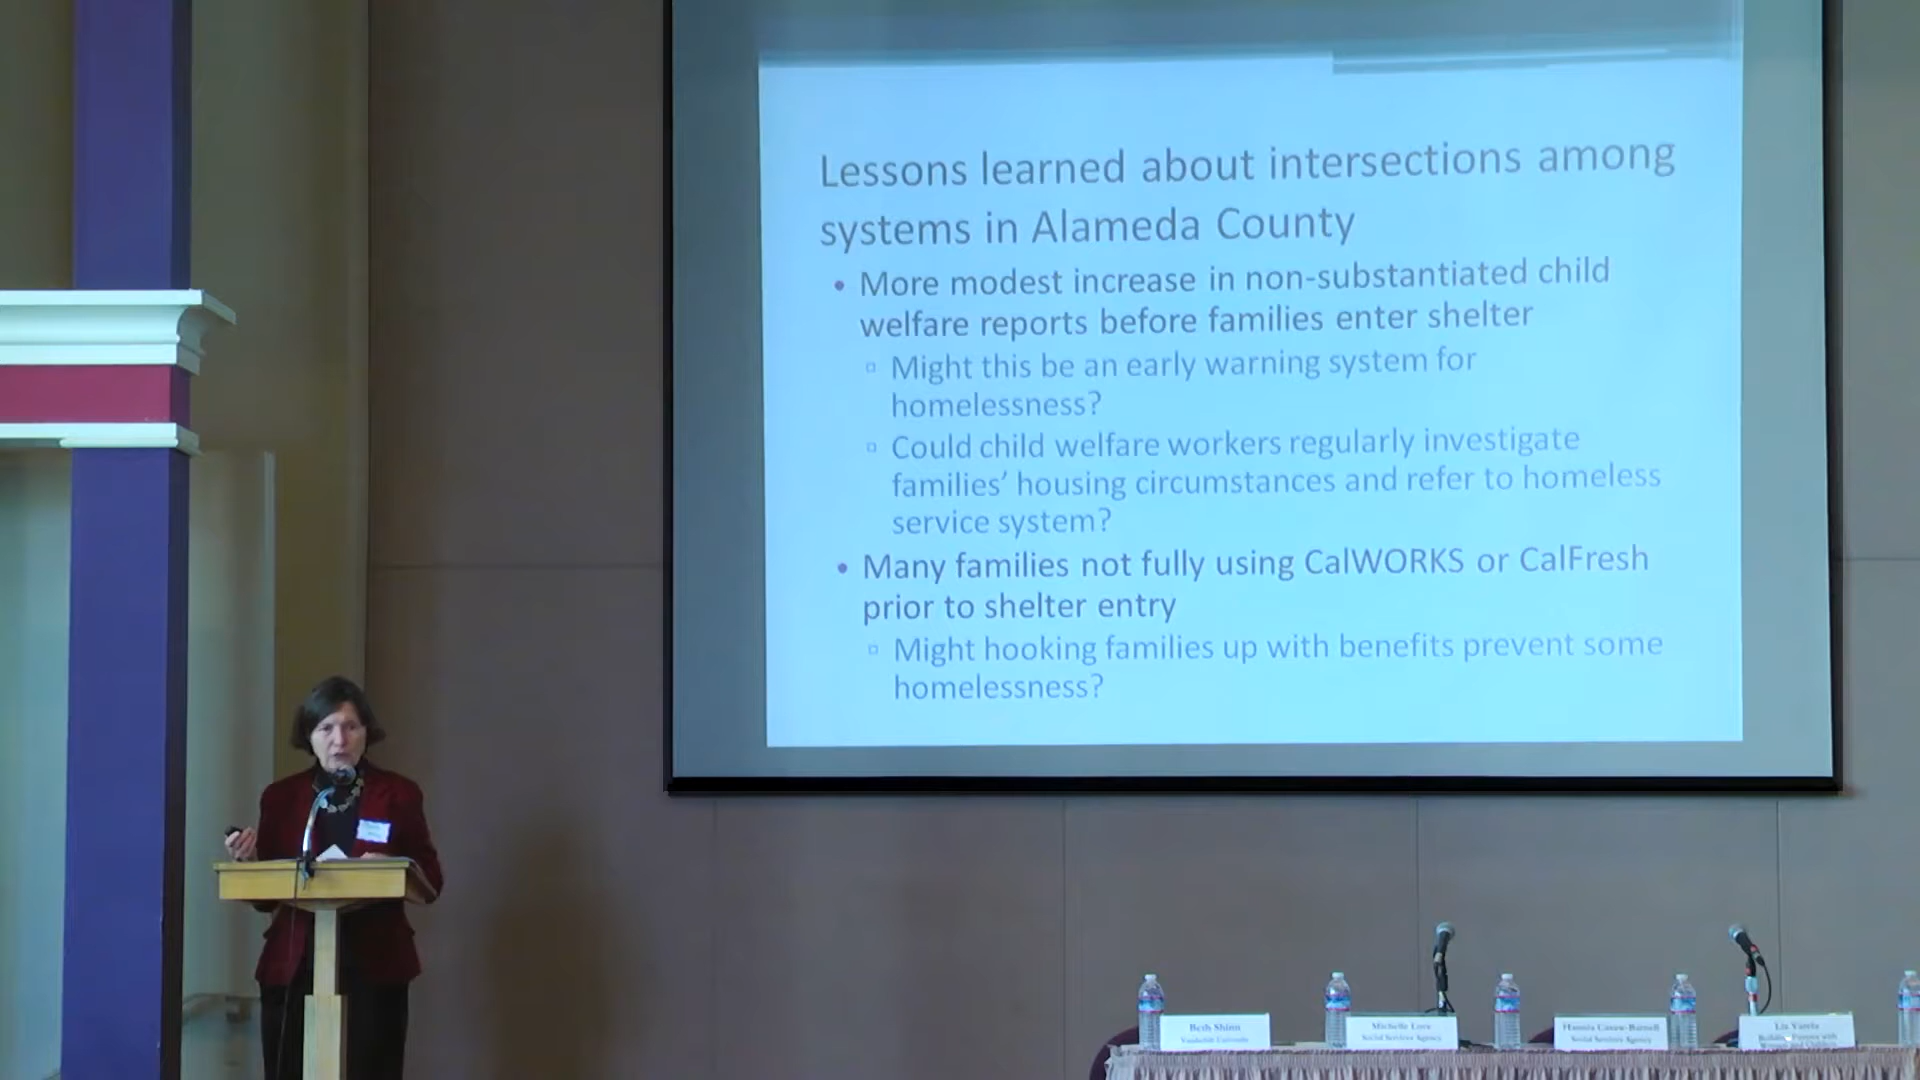 Lessons learned about intersections among
systems in Alameda County
• More modest increase in non-substantiated child
welfare reports before families enter shelter
▫ Might this be an early warning system for
homelessness?
▫ Could child welfare workers regularly investigate
families' housing circumstances and refer to homeless
service system?
• Many families not fully using CalWORKS or CalFresh
prior to shelter entry
▫ Might hooking families up with benefits prevent some
homelessness?
Beth Shinn
Vanderbilt University
Michelle Love
Social Services Agency
Social Services Agency
Lia Varela